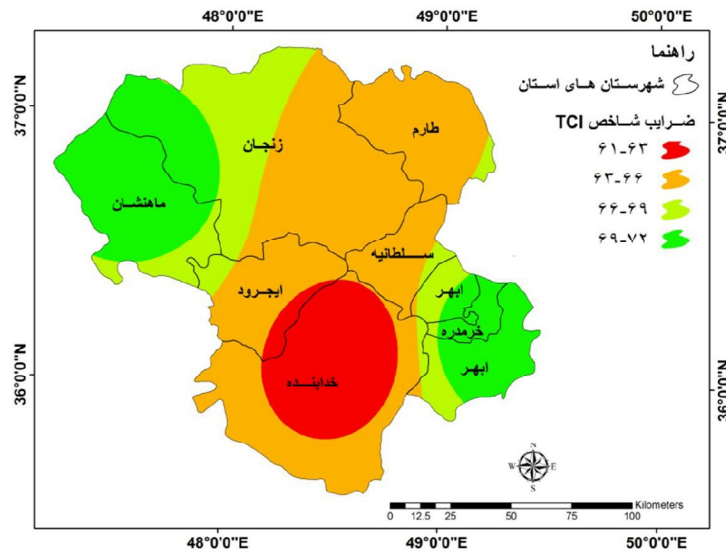 48°0'0"E 49°0'0"E 50°0'0"E
راهنما
شهرستان های استان
ضرایب شاخص TCI
۶۱-۶۳
۶۳-۶۶
۶۶-۶۹
۶۹-۷۲
37°0'0"N
37°0'0"N
طارم
زنجان
ماهنشان
سلطانیه
ایجرود
ابهر
خرمدره
ابهر
خدابنده
36°0'0"N
36°0'0"N
N
W E
S
Kilometers
0 12.5 25 50 75 100
48°0'0"E 49°0'0"E 50°0'0"E